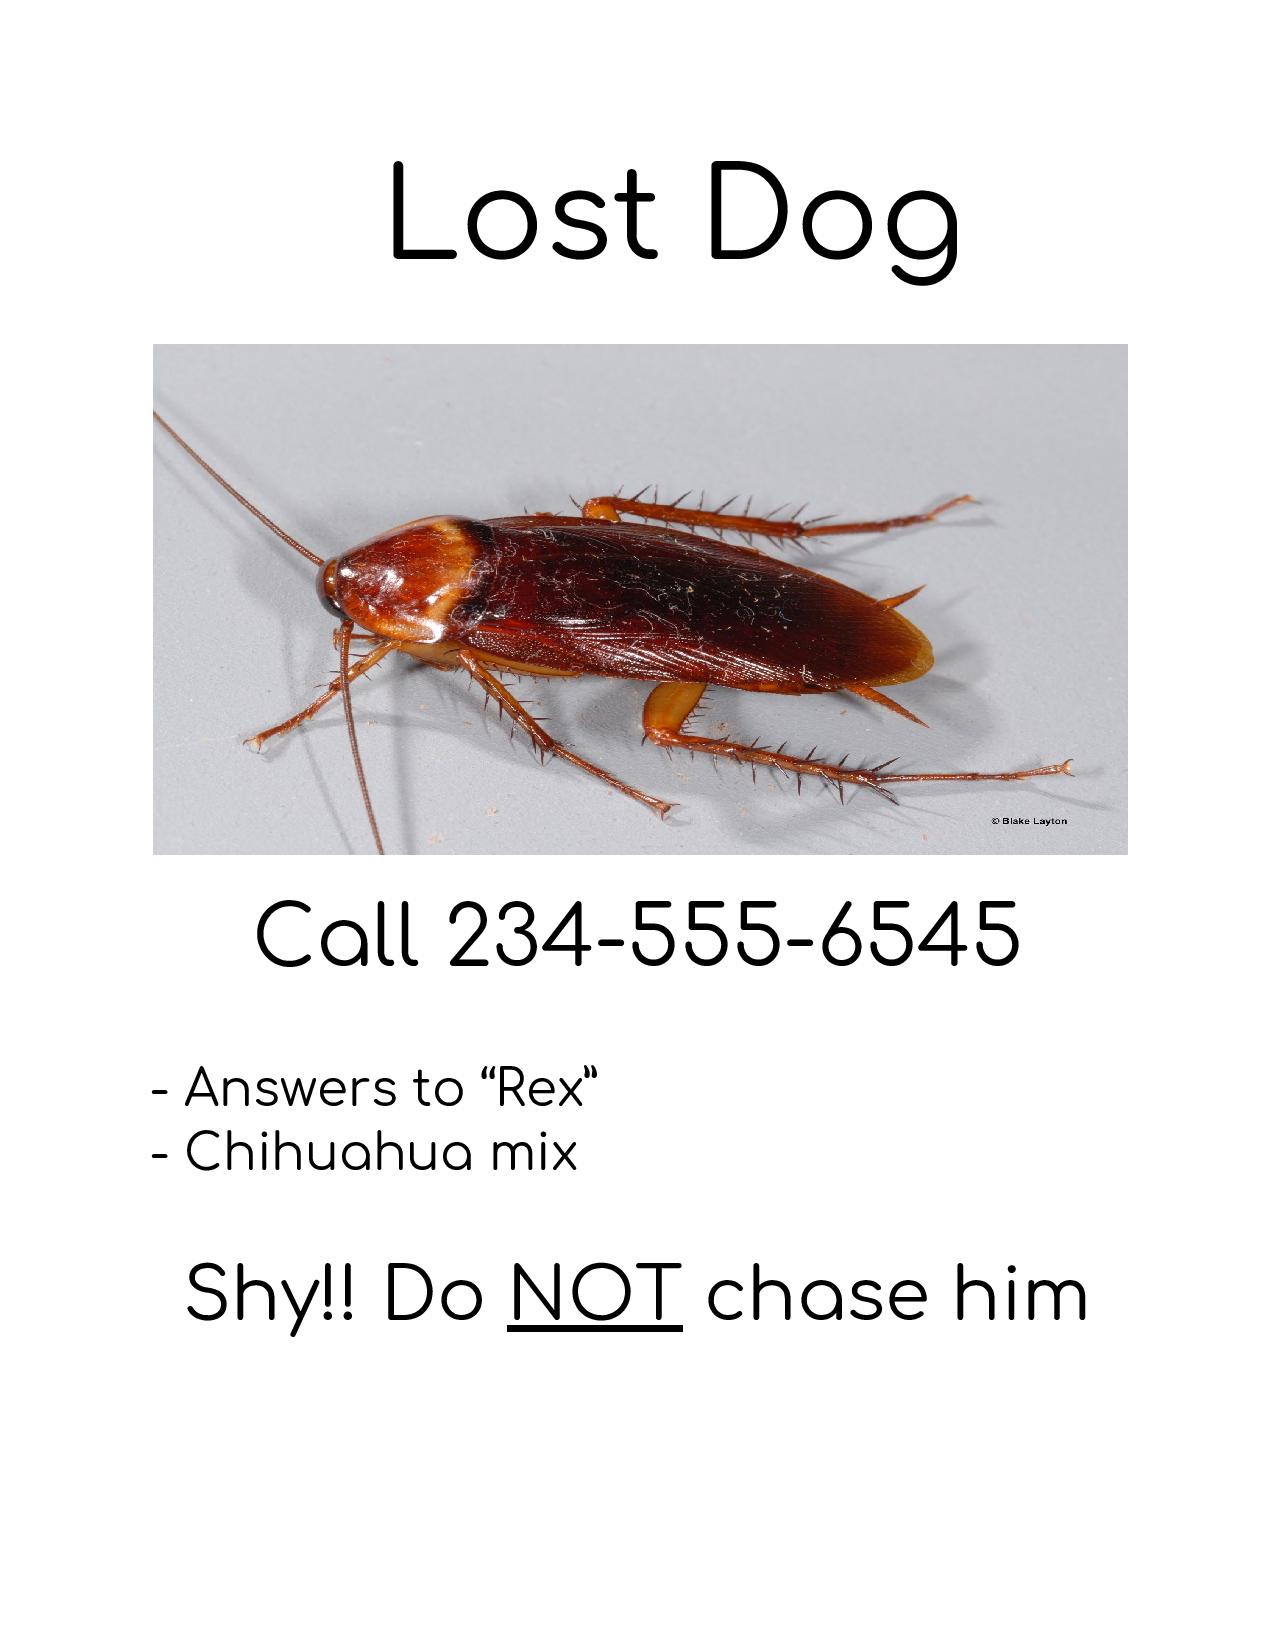 Lost Dog
© Blake Layton
Call 234-555-6545
- Answers to “Rex”
- Chihuahua mix
Shy!! Do NOT chase him